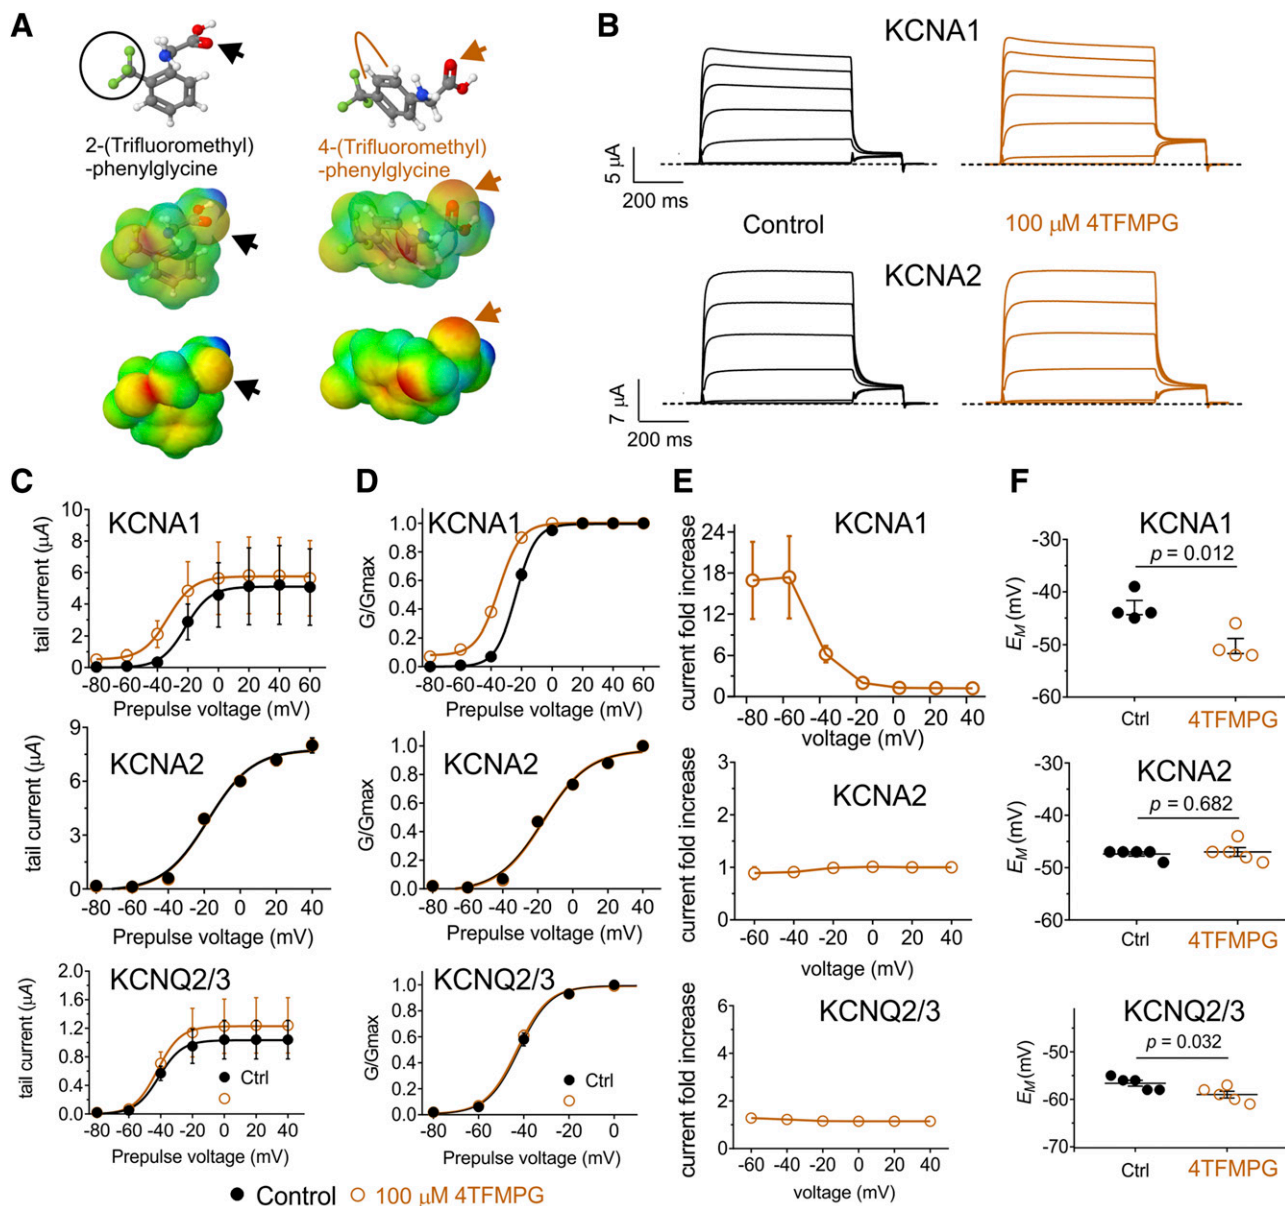 A
2-(Trifluoromethyl)
-phenylglycine
4-(Trifluoromethyl)
-phenylglycine
B
KCNA1
5 µA
200 ms
Control
100 µM 4TFMPG
KCNA2
7 µA
200 ms
C
KCNA1
tail current (µA)
10
8
6
4
2
0
-80 -60 -40 -20 0 20 40 60
Prepulse voltage (mV)
KCNA2
tail current (µA)
9
6
3
0
-80 -60 -40 -20 0 20 40
Prepulse voltage (mV)
KCNQ2/3
tail current (µA)
2.0
1.6
1.2
0.8
0.4
0.0
Ctrl
-80 -60 -40 -20 0 20 40
Prepulse voltage (mV)
D
KCNA1
G/Gmax
1.0
0.8
0.6
0.4
0.2
0.0
-80 -60 -40 -20 0 20 40 60
Prepulse voltage (mV)
KCNA2
G/Gmax
1.0
0.8
0.6
0.4
0.2
0.0
-80 -60 -40 -20 0 20 40
Prepulse voltage (mV)
KCNQ2/3
G/Gmax
1.0
0.8
0.6
0.4
0.2
0.0
Ctrl
-80 -60 -40 -20 0
Prepulse voltage (mV)
E
KCNA1
current fold increase
24
18
12
6
0
-80 -60 -40 -20 0 20 40
voltage (mV)
KCNA2
current fold increase
3
2
1
0
-60 -40 -20 0 20 40
voltage (mV)
KCNQ2/3
current fold increase
6
4
2
0
-60 -40 -20 0 20 40
voltage (mV)
F
KCNA1
p = 0.012
EM (mV)
-30
-40
-50
-60
Ctrl
4TFMPG
KCNA2
p = 0.682
EM (mV)
-30
-40
-50
-60
Ctrl
4TFMPG
KCNQ2/3
p = 0.032
EM (mV)
-50
-60
-70
Ctrl
4TFMPG
Control
100 µM 4TFMPG